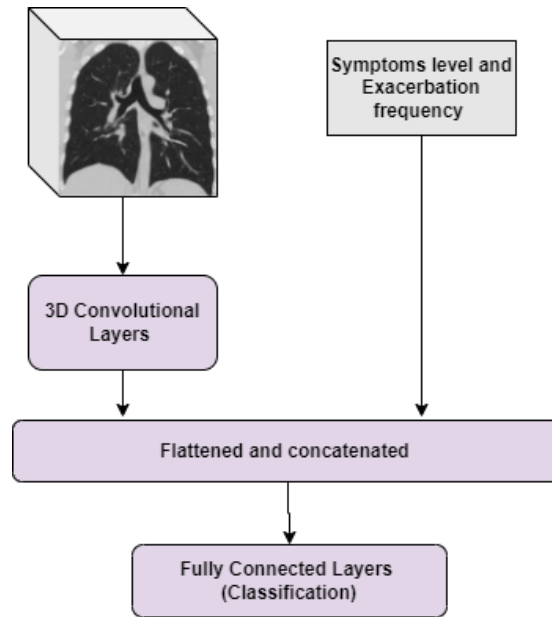 Symptoms level and
Exacerbation
frequency
3D Convolutional
Layers
Flattened and concatenated
Fully Connected Layers
(Classification)